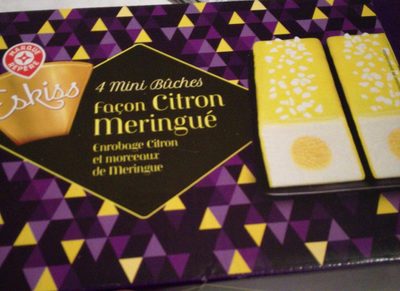 MARQUE
REPÈRE
Eskiss
4 Mini Bûches
façon Citron
Meringué
Enrobage Citron
et morceaux
de Meringue